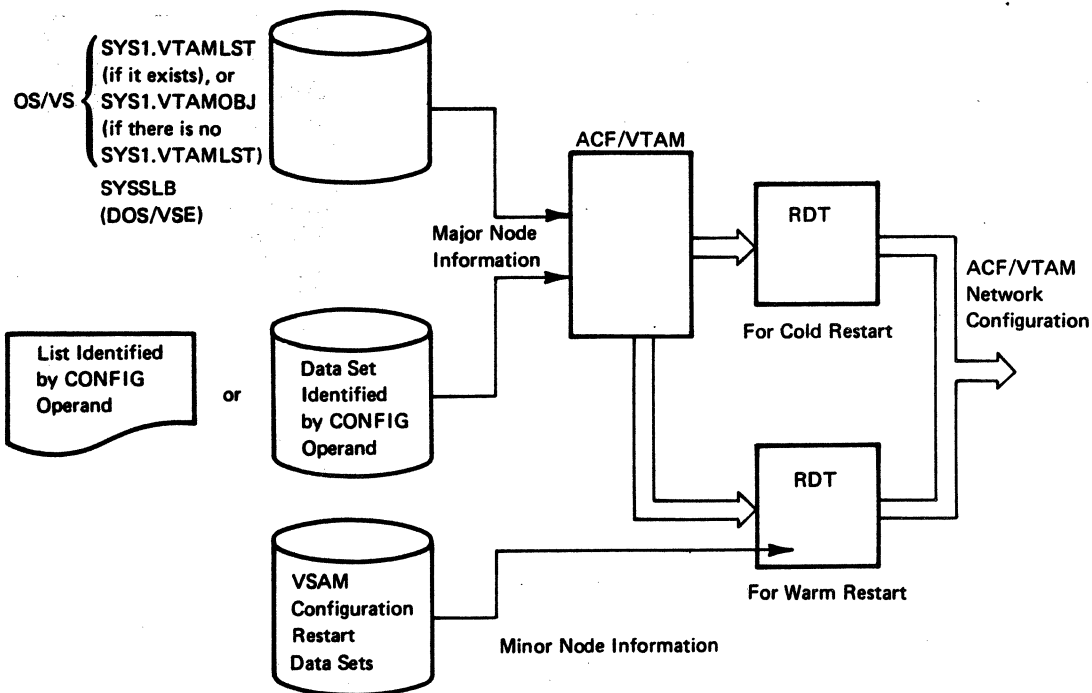 OS/VS
SYS1.VTAMLST
(if it exists), or
SYS1.VTAMOBJ
(if there is no
SYS1.VTAMLST)
SYSSLB
(DOS/VSE)
ACF/VTAM
Major Node
Information
RDT
For Cold Restart
ACF/VTAM
Network
Configuration
List Identified
by CONFIG
Operand
or
Data Set
Identified
by CONFIG
Operand
RDT
For Warm Restart
VSAM
Configuration
Restart
Data Sets
Minor Node Information